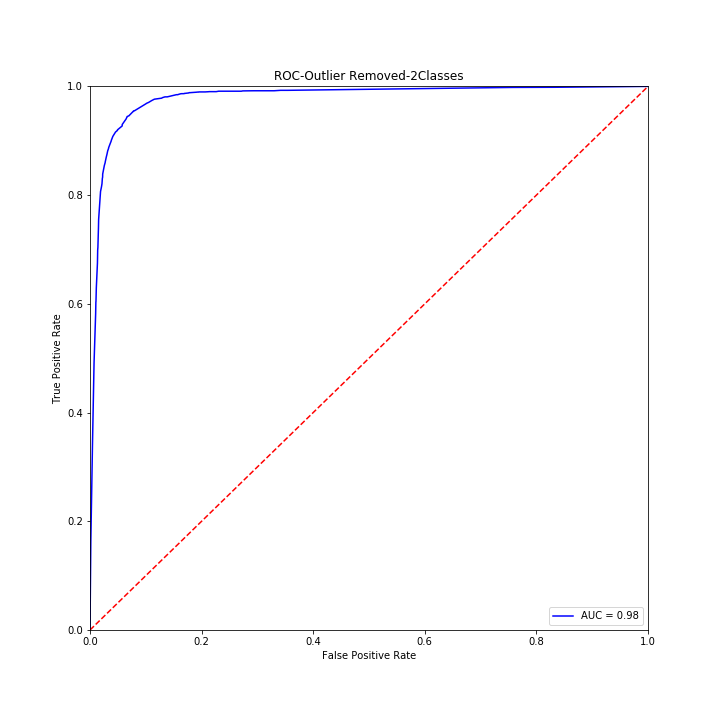 ROC-Outlier Removed-2Classes
1.0
0.8
0.6
0.4
0.2
0.0
True Positive Rate
AUC = 0.98
0.0 0.2 0.4 0.6 0.8 1.0
False Positive Rate